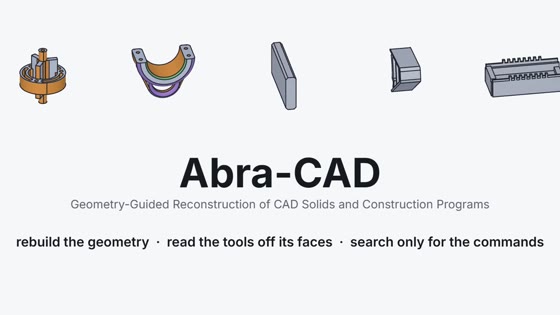 Abra-CAD
Geometry-Guided Reconstruction of CAD Solids and Construction Programs
rebuild the geometry · read the tools off its faces · search only for the commands